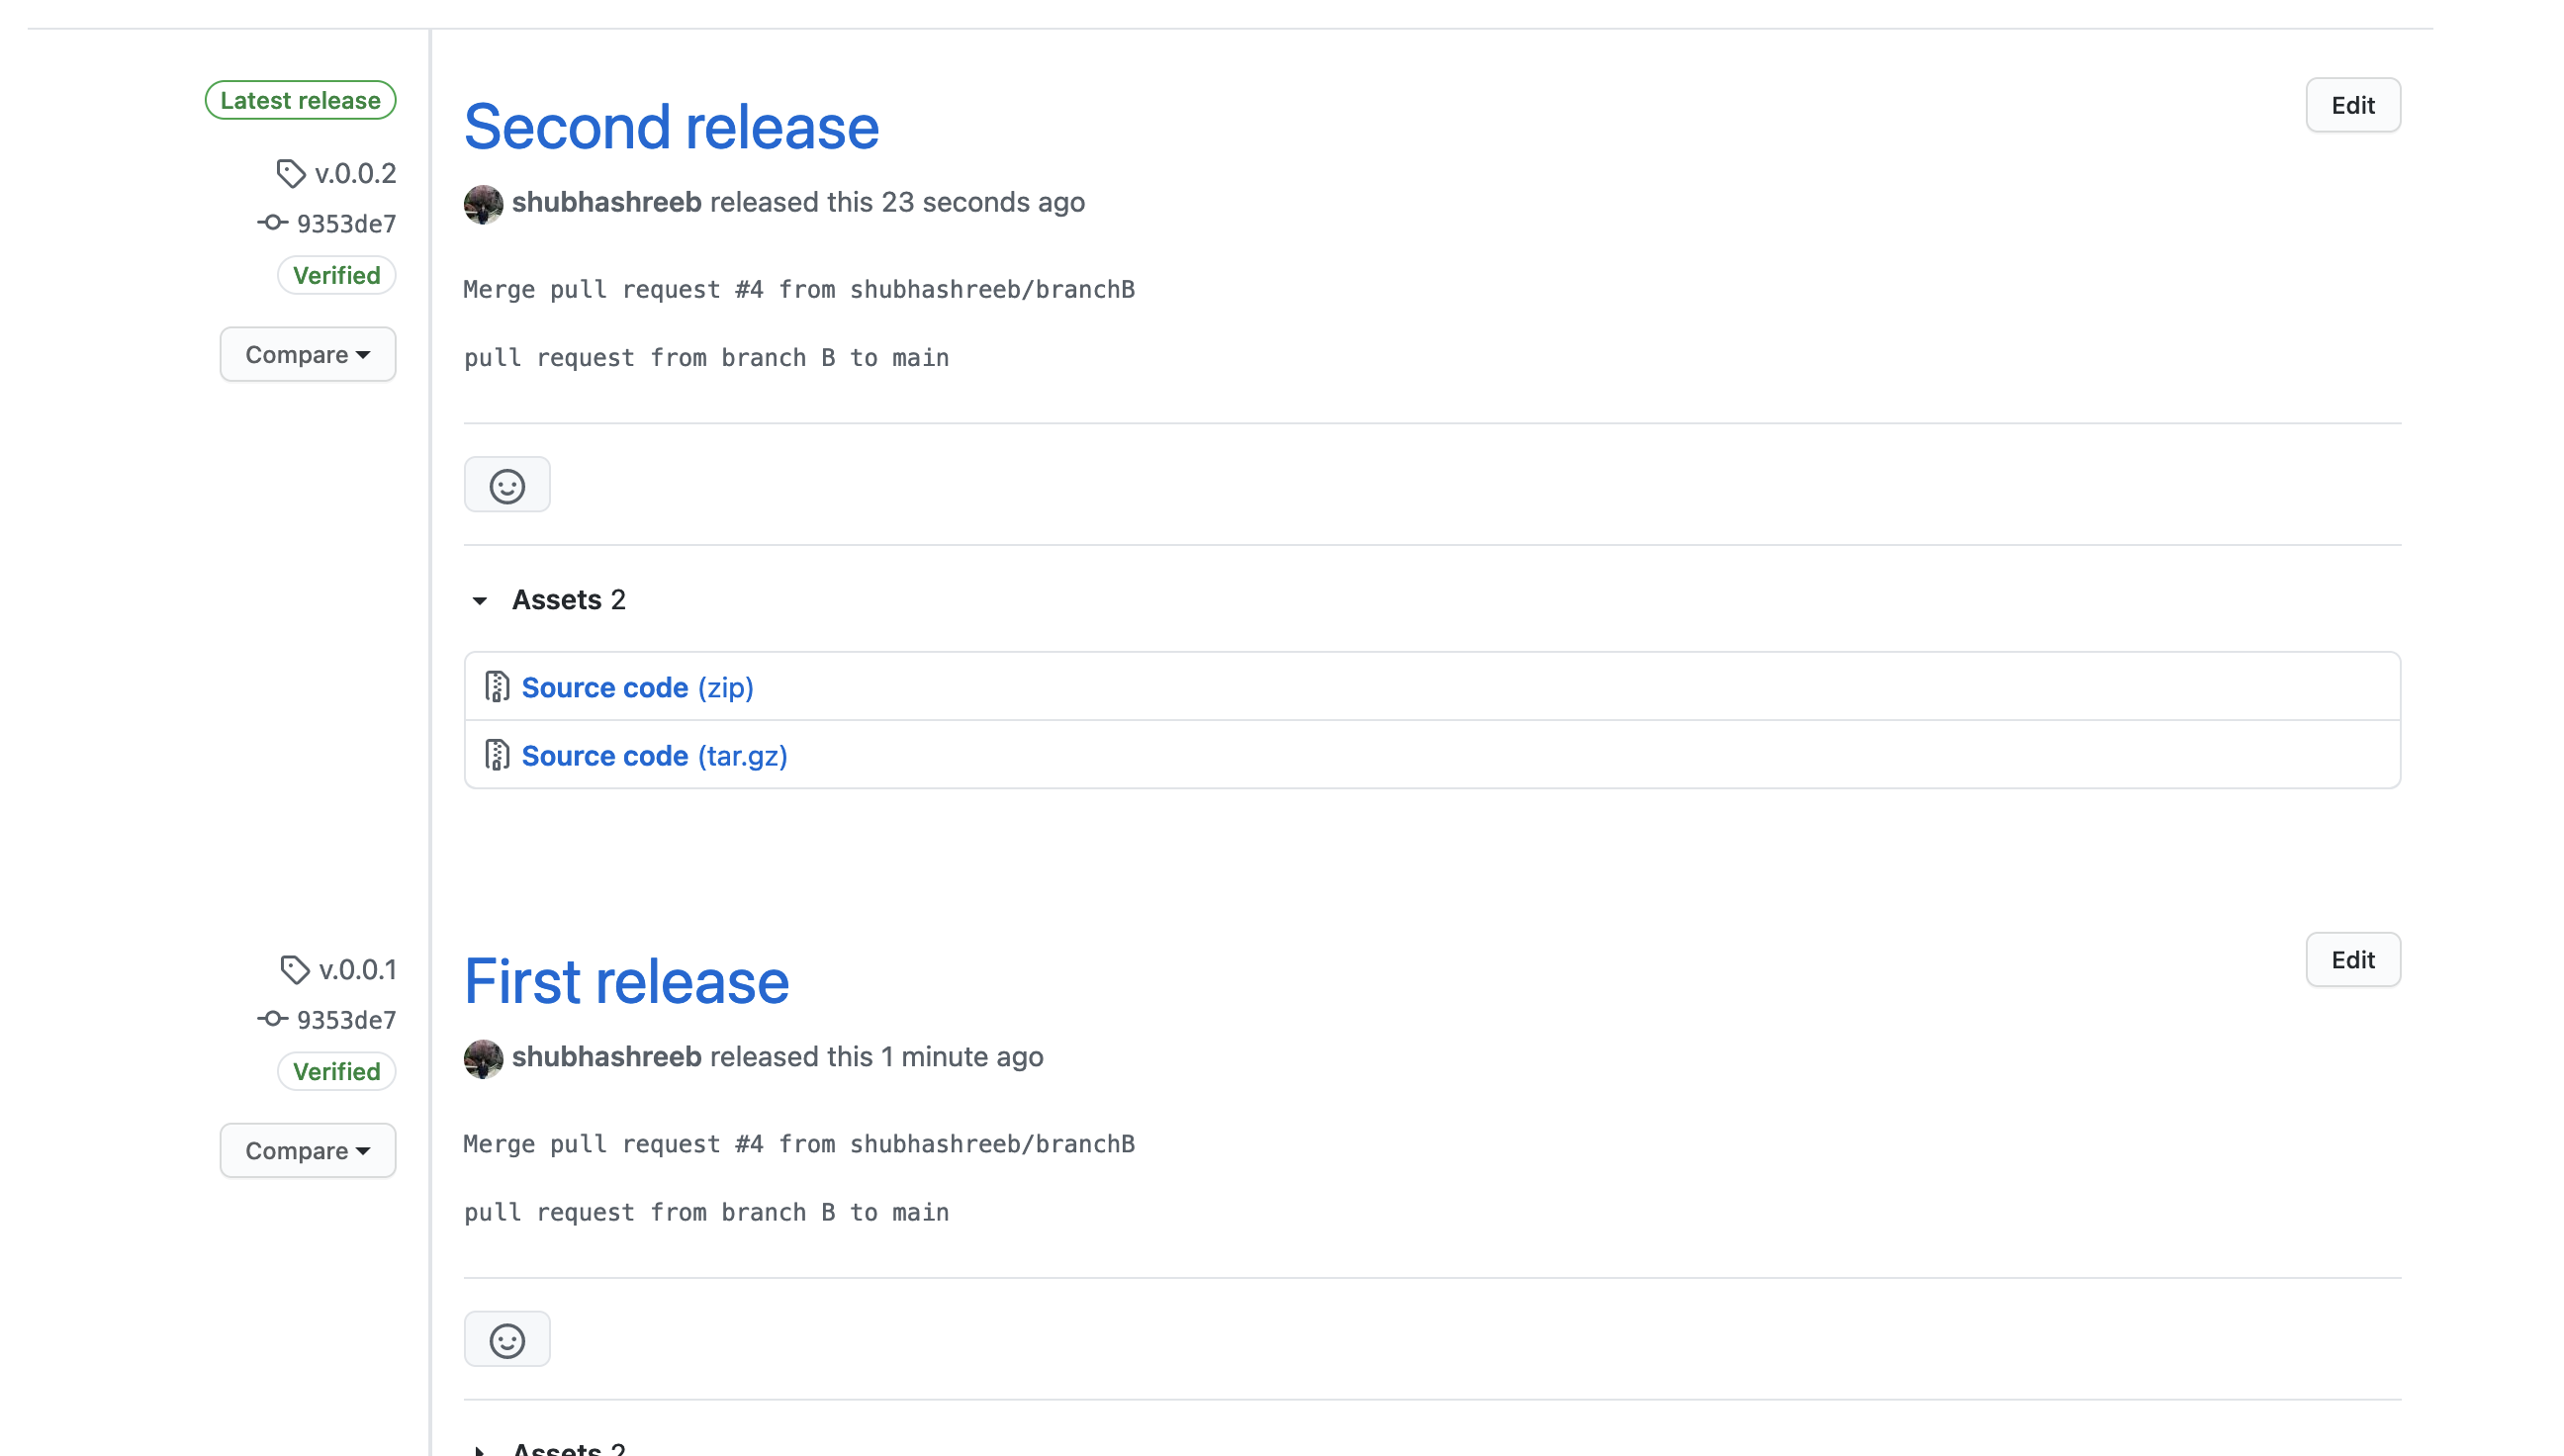 Latest release
v.0.0.2
9353de7
Verified
Compare
Second release
Edit
shubhashreeb released this 23 seconds ago
Merge pull request #4 from shubhashreeb/branchB
pull request from branch B to main
Assets 2
Source code (zip)
Source code (tar.gz)
v.0.0.1
9353de7
Verified
Compare
First release
Edit
shubhashreeb released this 1 minute ago
Merge pull request #4 from shubhashreeb/branchB
pull request from branch B to main
Assets 2